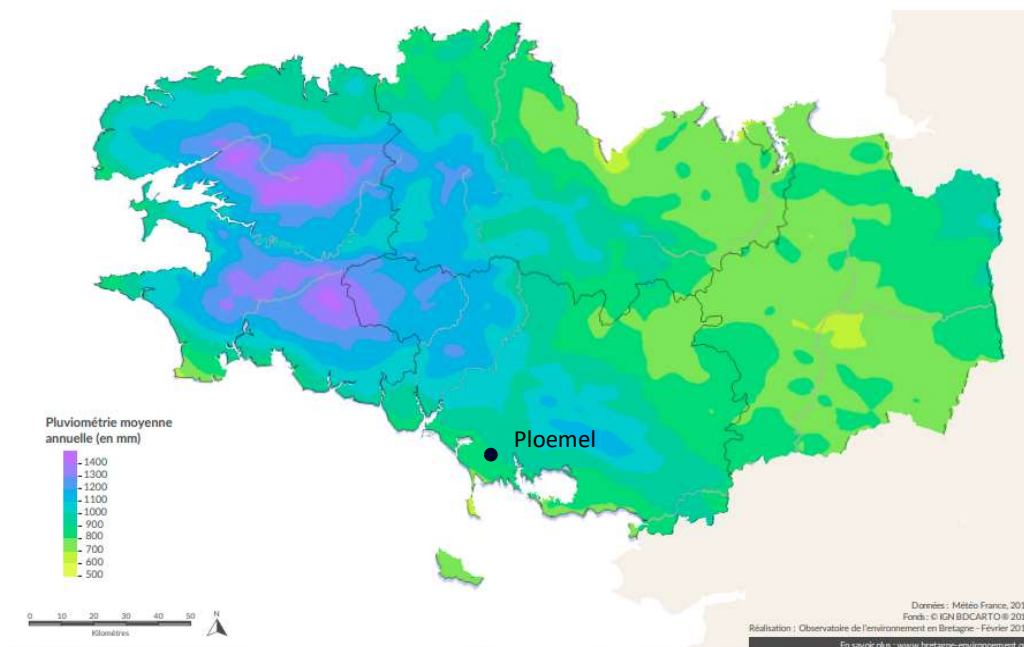 Ploemel
Pluviométrie moyenne
annuelle (en mm)
1400
1300
1200
1100
1000
900
800
700
600
500
0 10 20 30 40 50
Kilomètres
N
Données : Météo France, 201
Fonds : © IGN BDCARTO® 201
Réalisation : Observatoire de l'environnement en Bretagne - Février 201
En savoir plus : www.bretagne-environnement.o